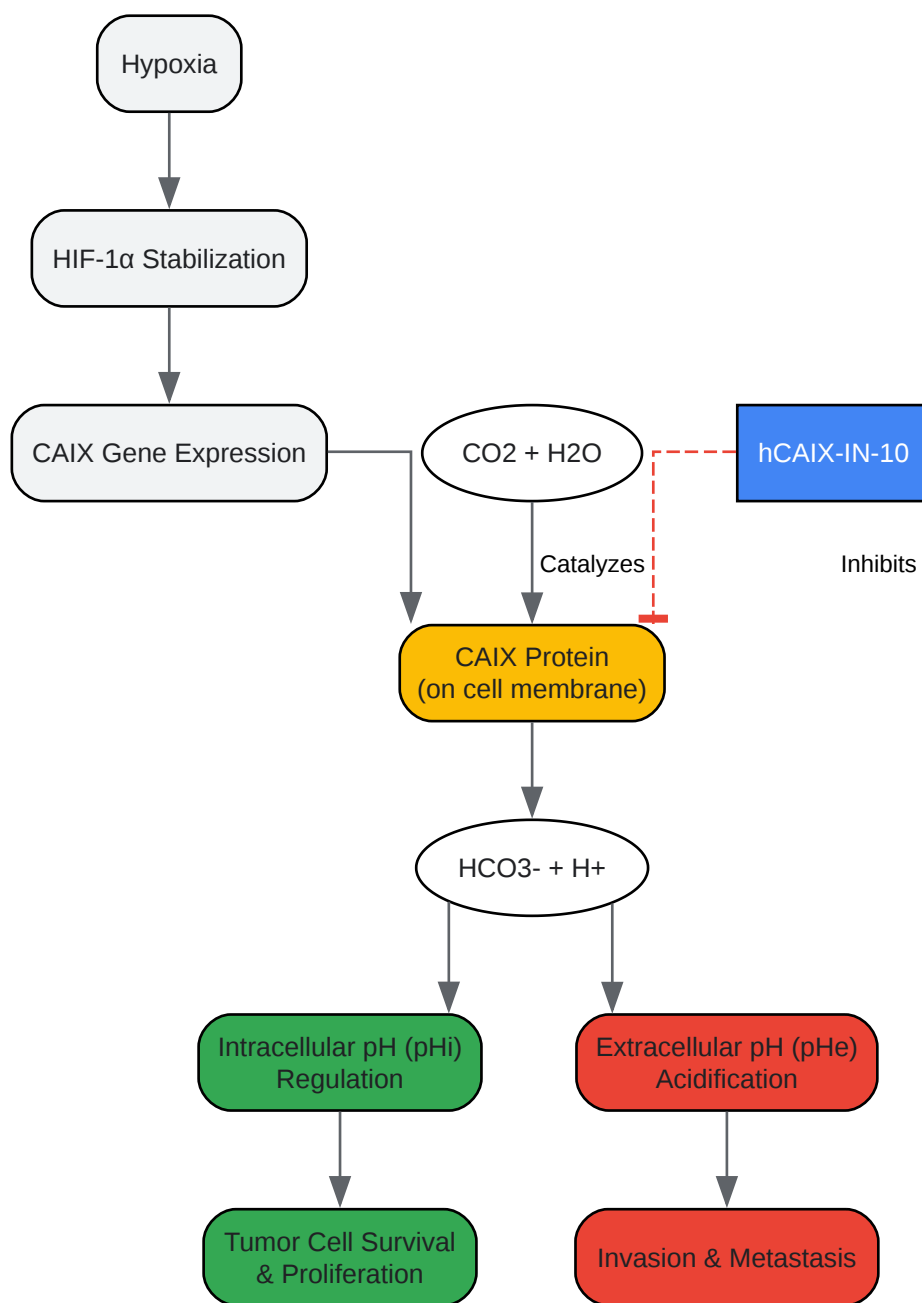 Hypoxia
HIF-1α Stabilization
CAIX Gene Expression
CO2 + H2O
hCAIX-IN-10
Catalyzes
Inhibits
CAIX Protein
(on cell membrane)
HCO3- + H+
Intracellular pH (pHi)
Regulation
Extracellular pH (pHe)
Acidification
Tumor Cell Survival
& Proliferation
Invasion & Metastasis